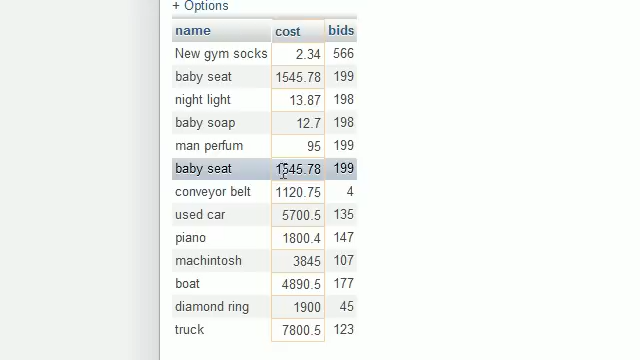 + Options
name cost bids
New gym socks 2.34 566
baby seat 1545.78 199
night light 13.87 198
baby soap 12.7 198
man perfum 95 199
baby seat 1545.78 199
conveyor belt 1120.75 4
used car 5700.5 135
piano 1800.4 147
machintosh 3845 107
boat 4890.5 177
diamond ring 1900 45
truck 7800.5 123